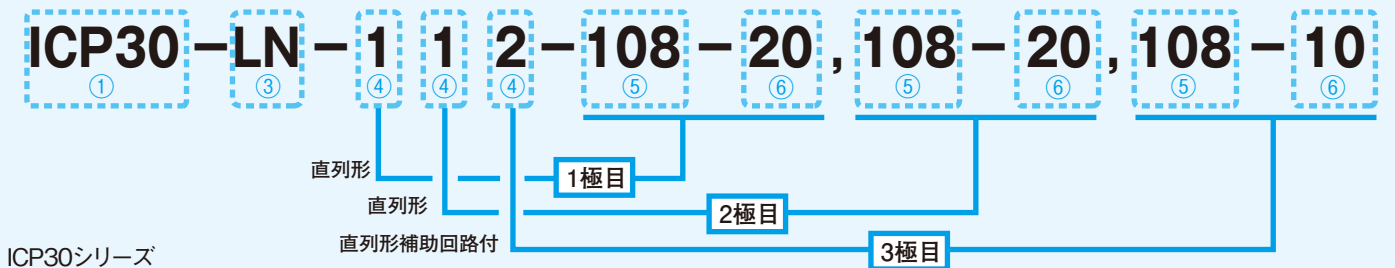 ICP30-LN-1 1 2-108-20,108-20,108-10
① ③ ④ ④ ④ ⑤ ⑥ ⑤ ⑥ ⑤ ⑥
直列形 1極目
直列形 2極目
直列形補助回路付 3極目
ICP30シリーズ